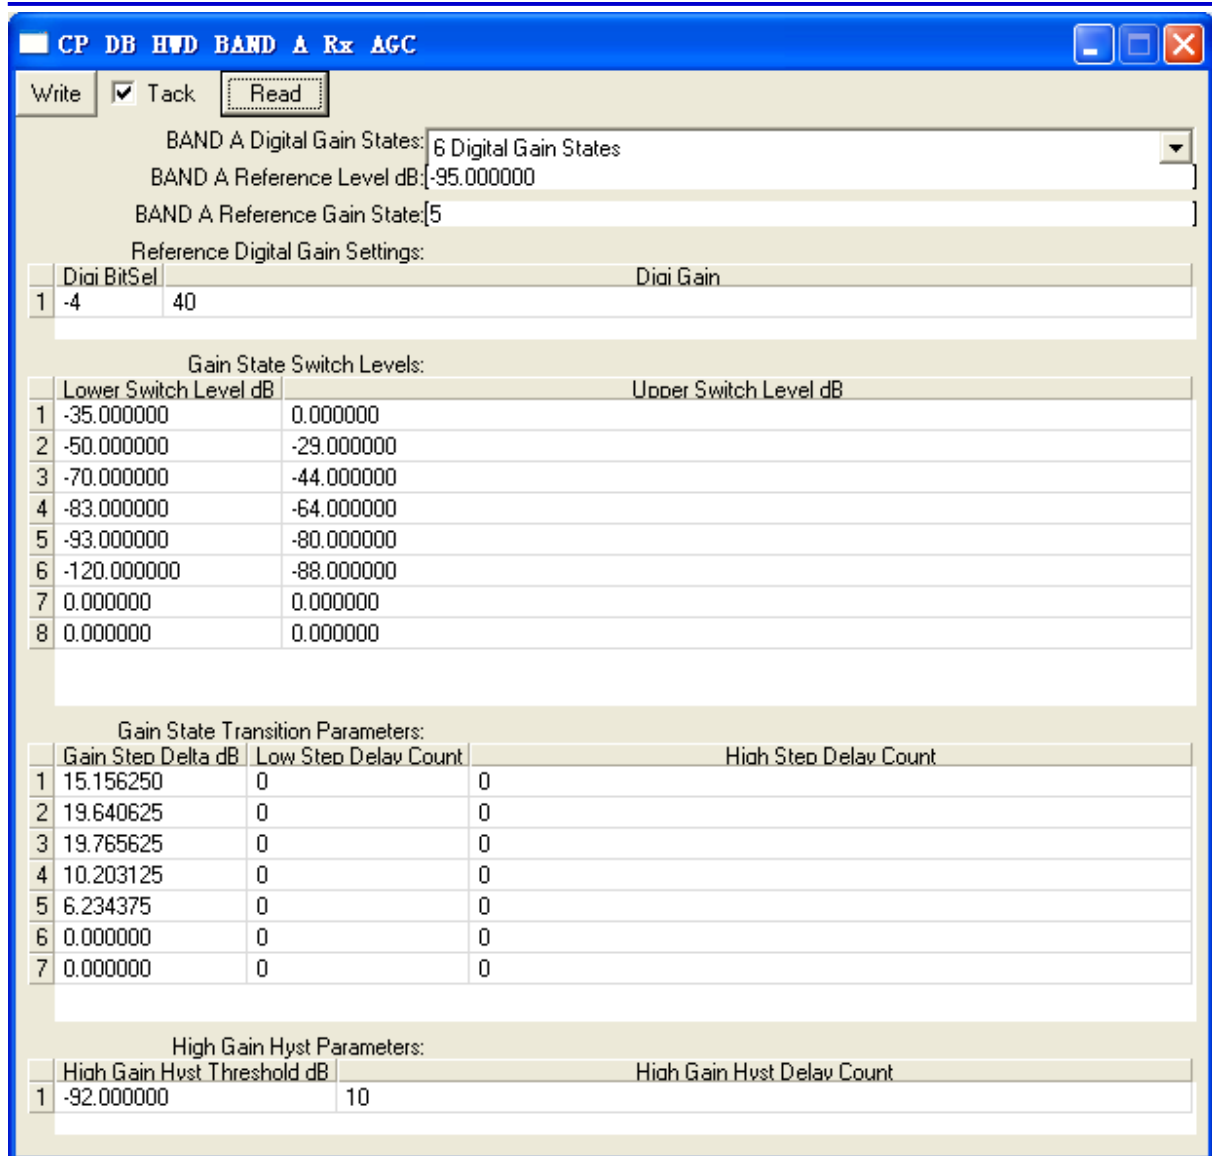 CP DB HWD BAND A Rx AGC
Write Tack Read
BAND A Digital Gain States: 6 Digital Gain States
BAND A Reference Level dB: -95.000000
BAND A Reference Gain State: 5
Reference Digital Gain Settings:
Digi BitSel Digi Gain
1 -4 40
Gain State Switch Levels:
Lower Switch Level dB Upper Switch Level dB
1 -35.000000 0.000000
2 -50.000000 -29.000000
3 -70.000000 -44.000000
4 -83.000000 -64.000000
5 -93.000000 -80.000000
6 -120.000000 -88.000000
7 0.000000 0.000000
8 0.000000 0.000000
Gain State Transition Parameters:
Gain Step Delta dB Low Step Delay Count High Step Delay Count
1 15.156250 0 0
2 19.640625 0 0
3 19.765625 0 0
4 10.203125 0 0
5 6.234375 0 0
6 0.000000 0 0
7 0.000000 0 0
High Gain Hyst Parameters:
High Gain Hyst Threshold dB High Gain Hyst Delay Count
1 -92.000000 10